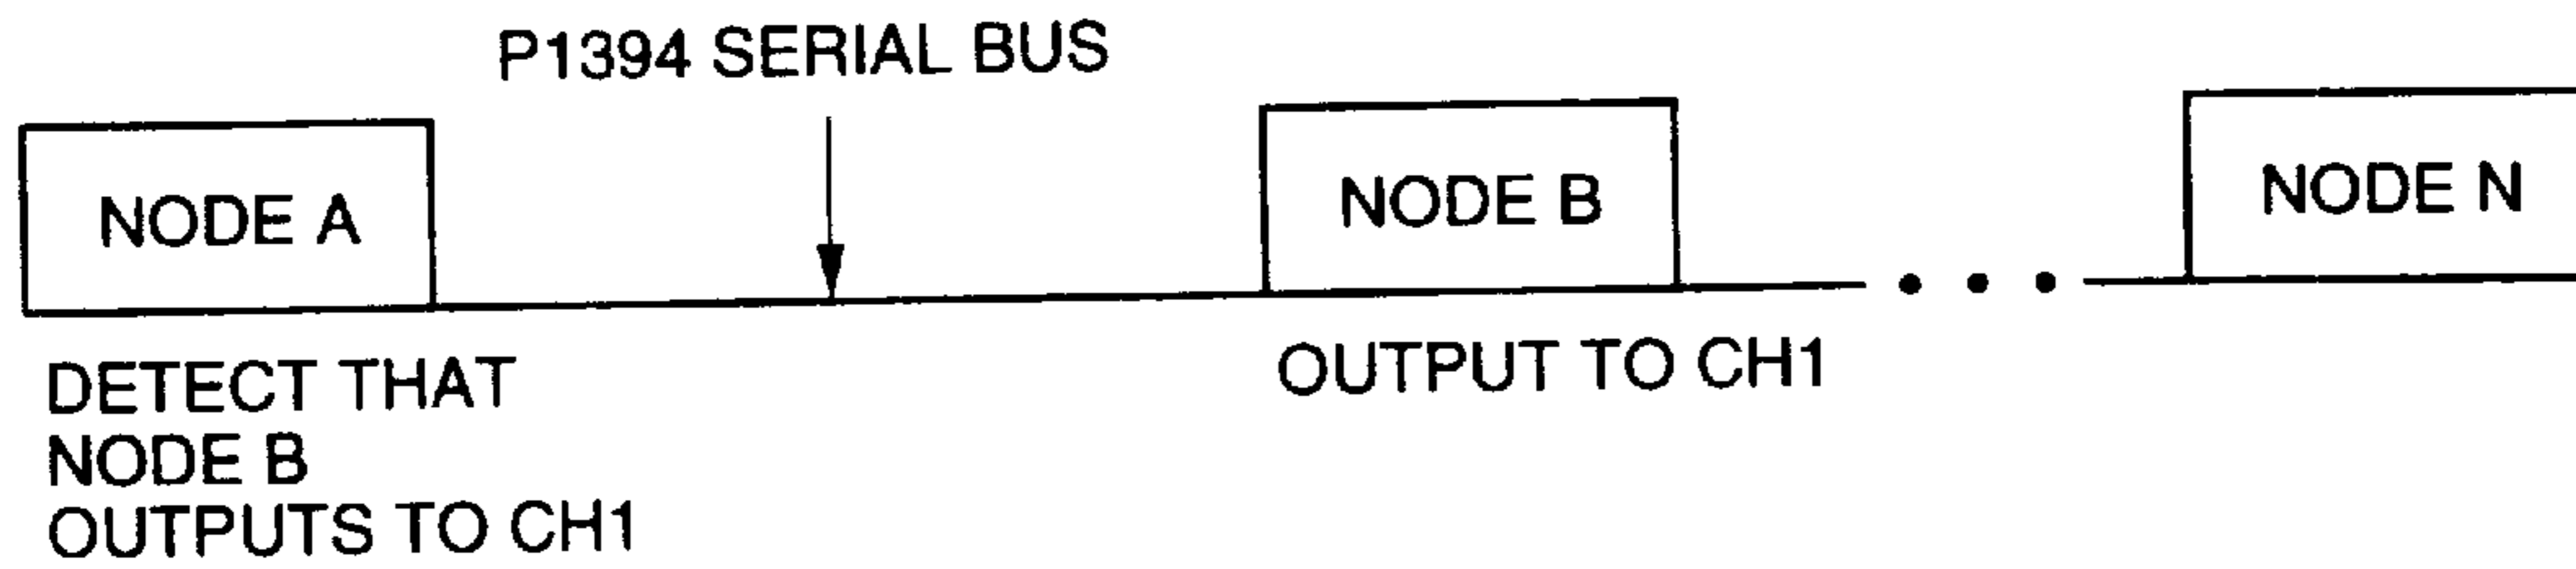 P1394 SERIAL BUS
NODE A
NODE B
NODE N
DETECT THAT
NODE B
OUTPUTS TO CH1
OUTPUT TO CH1